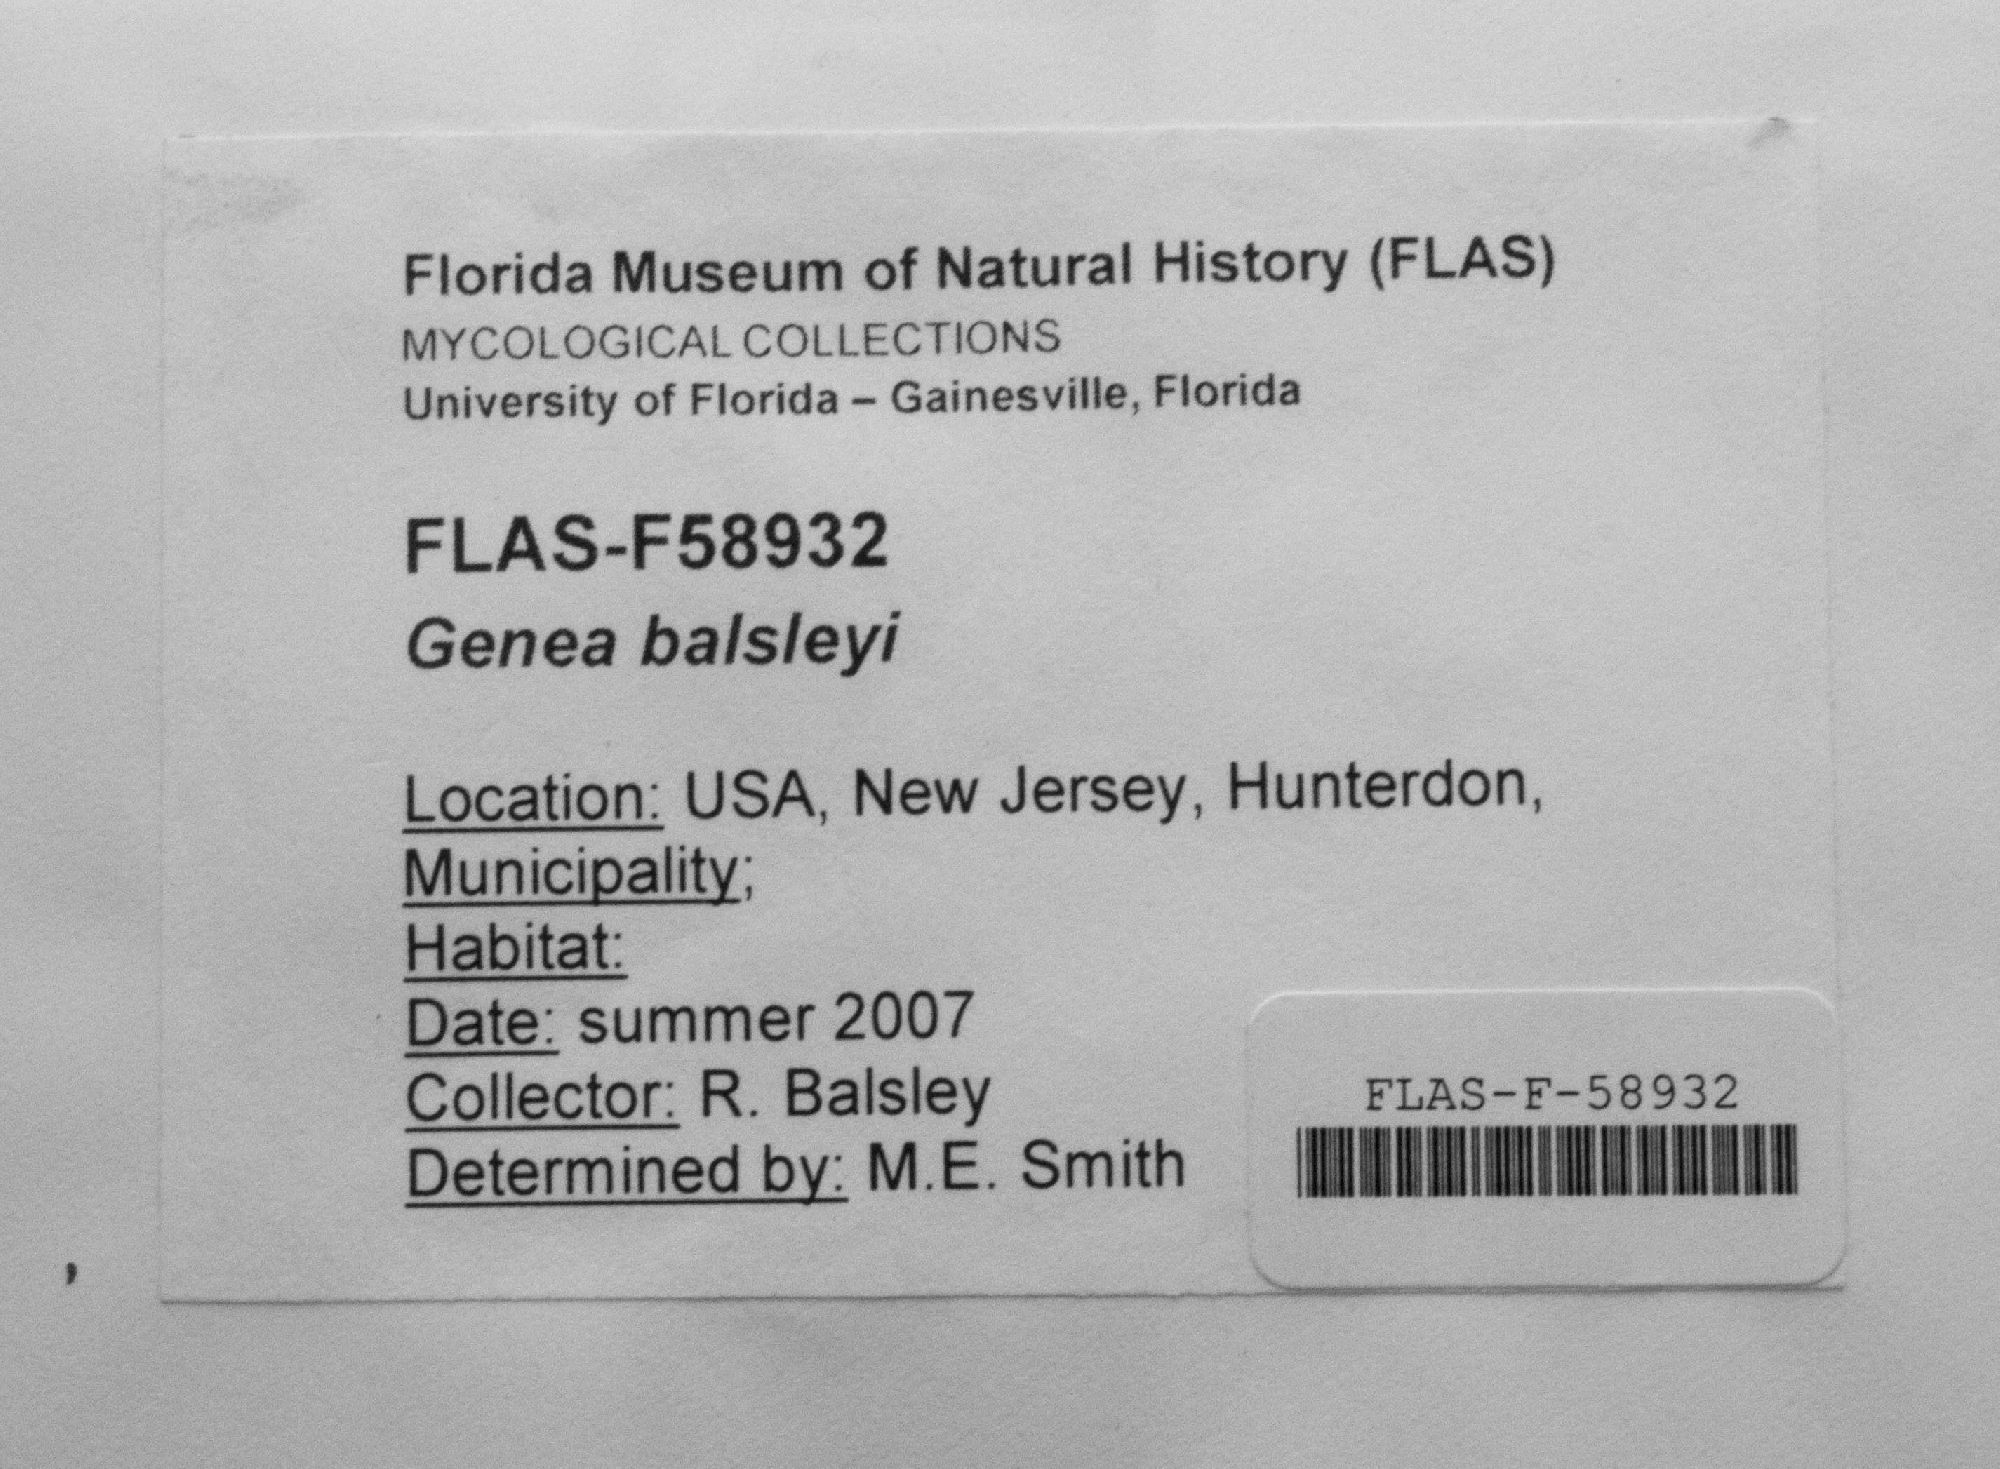 Florida Museum of Natural History (FLAS)
MYCOLOGICAL COLLECTIONS
University of Florida – Gainesville, Florida
FLAS-F58932
Genea balsleyi
Location: USA, New Jersey, Hunterdon,
Municipality;
Habitat:
Date: summer 2007
Collector: R. Balsley
Determined by: M.E. Smith
FLAS-F-58932